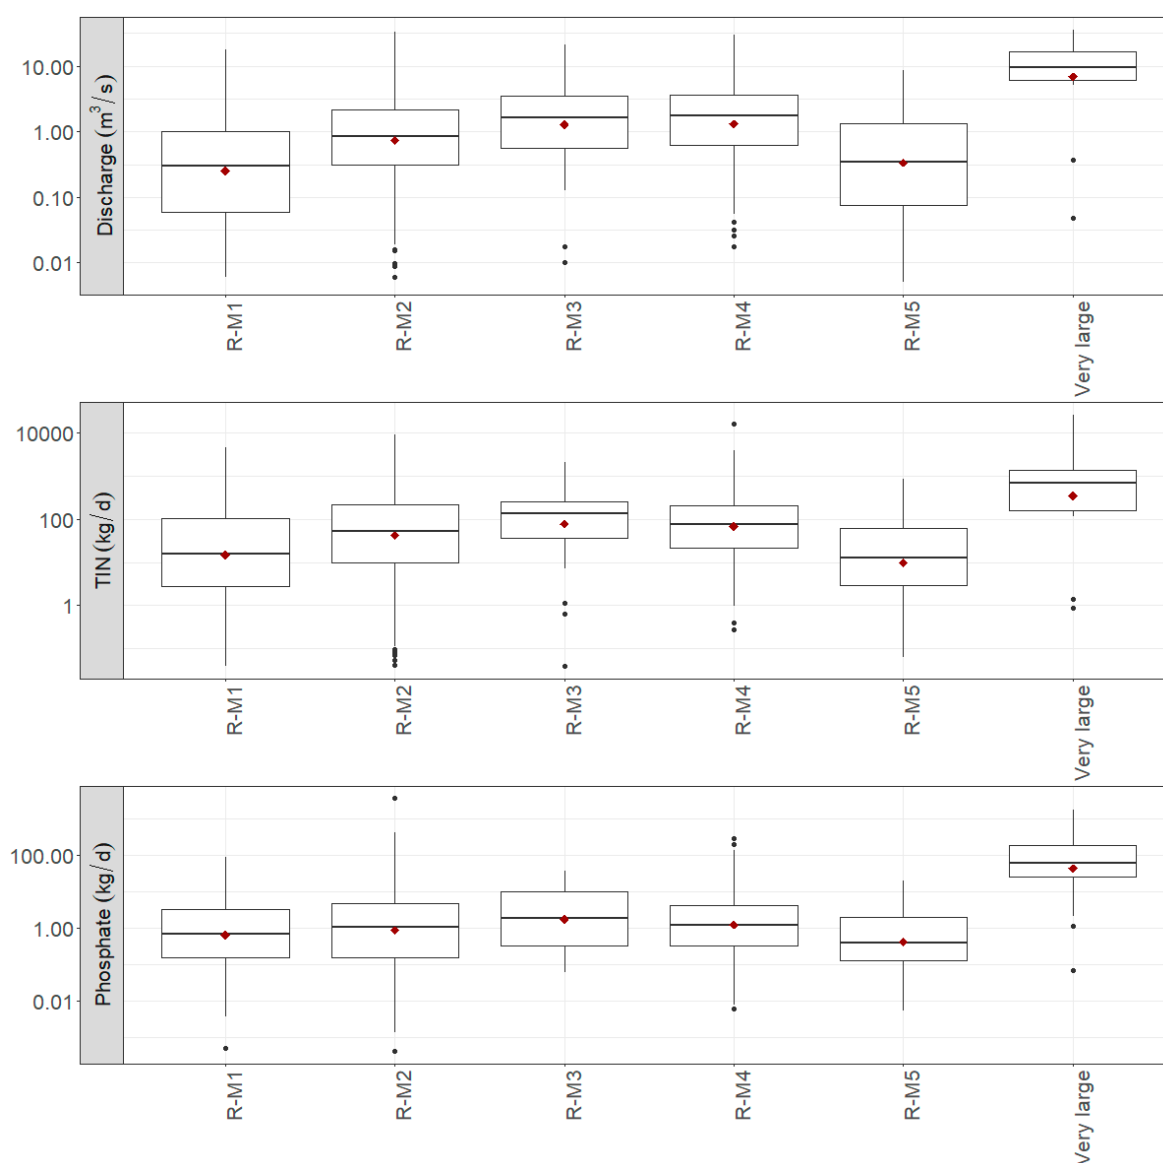 Discharge (m³/s)
10.00
1.00
0.10
0.01
R-M1
R-M2
R-M3
R-M4
R-M5
Very large
TIN (kg/d)
10000
100
1
R-M1
R-M2
R-M3
R-M4
R-M5
Very large
Phosphate (kg/d)
100.00
1.00
0.01
R-M1
R-M2
R-M3
R-M4
R-M5
Very large